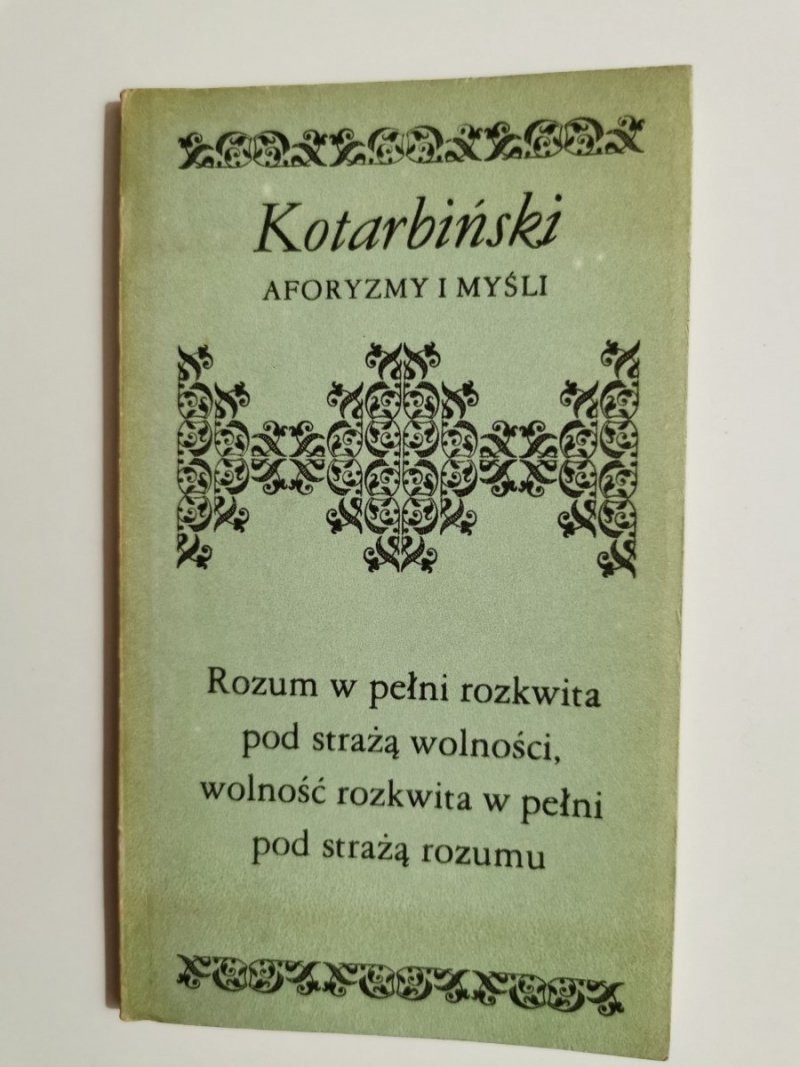 Kotarbiński
AFORYZMY I MYŚLI
Rozum w pełni rozkwita
pod strażą wolności,
wolność rozkwita w pełni
pod strażą rozumu